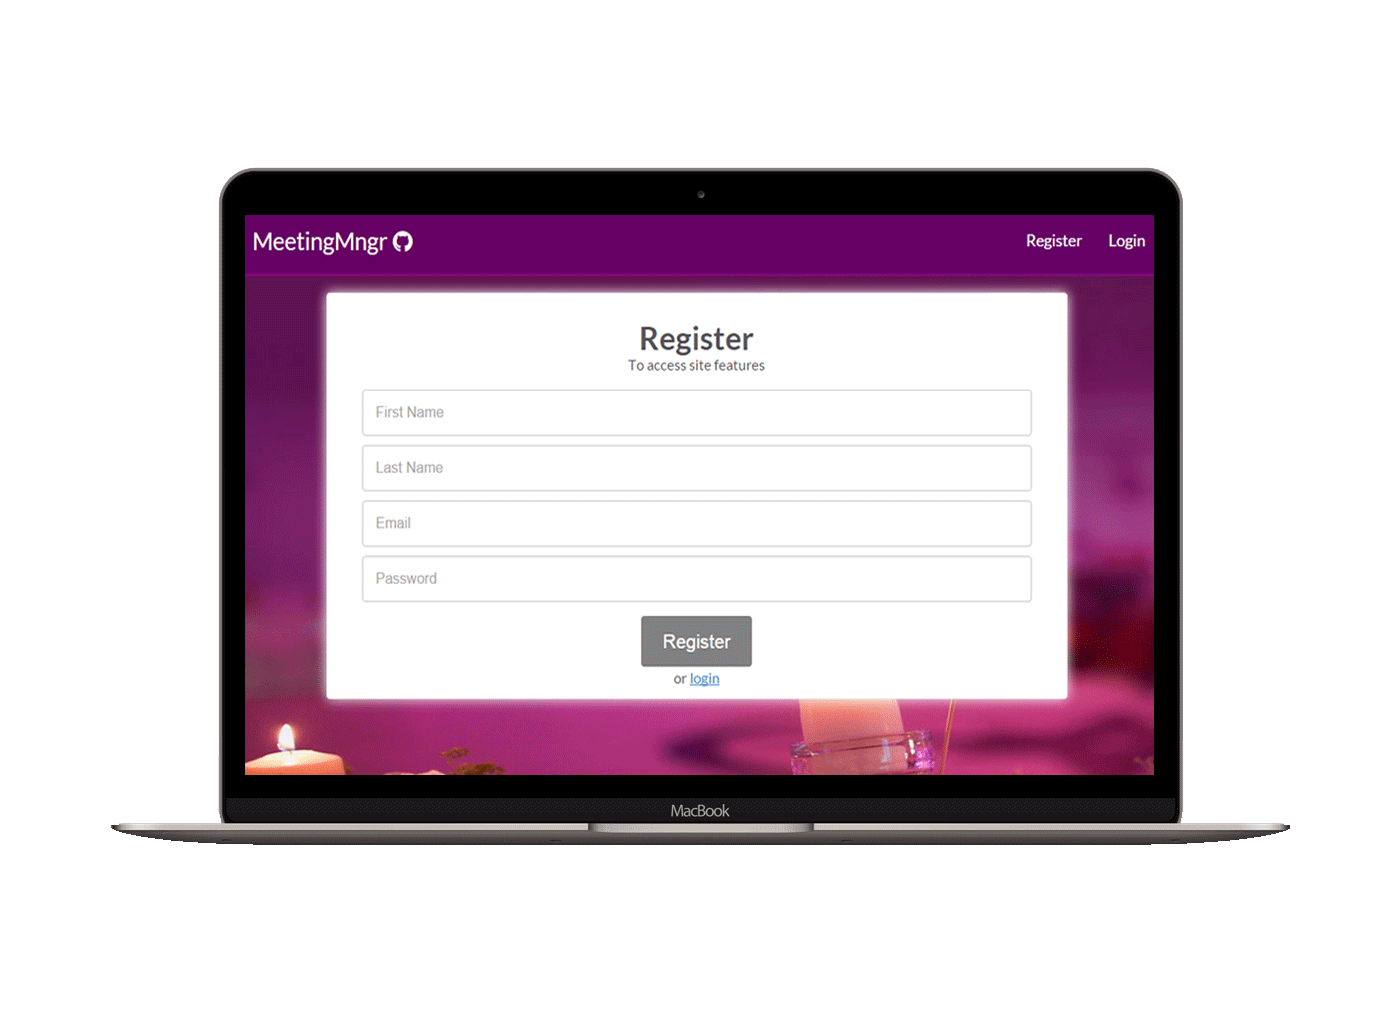 MeetingMngr
Register Login
Register
To access site features
First Name
Last Name
Email
Password
Register
or login
MacBook